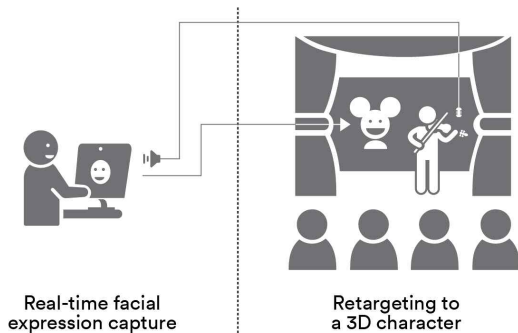 Real-time facial
expression capture
Retargeting to
a 3D character